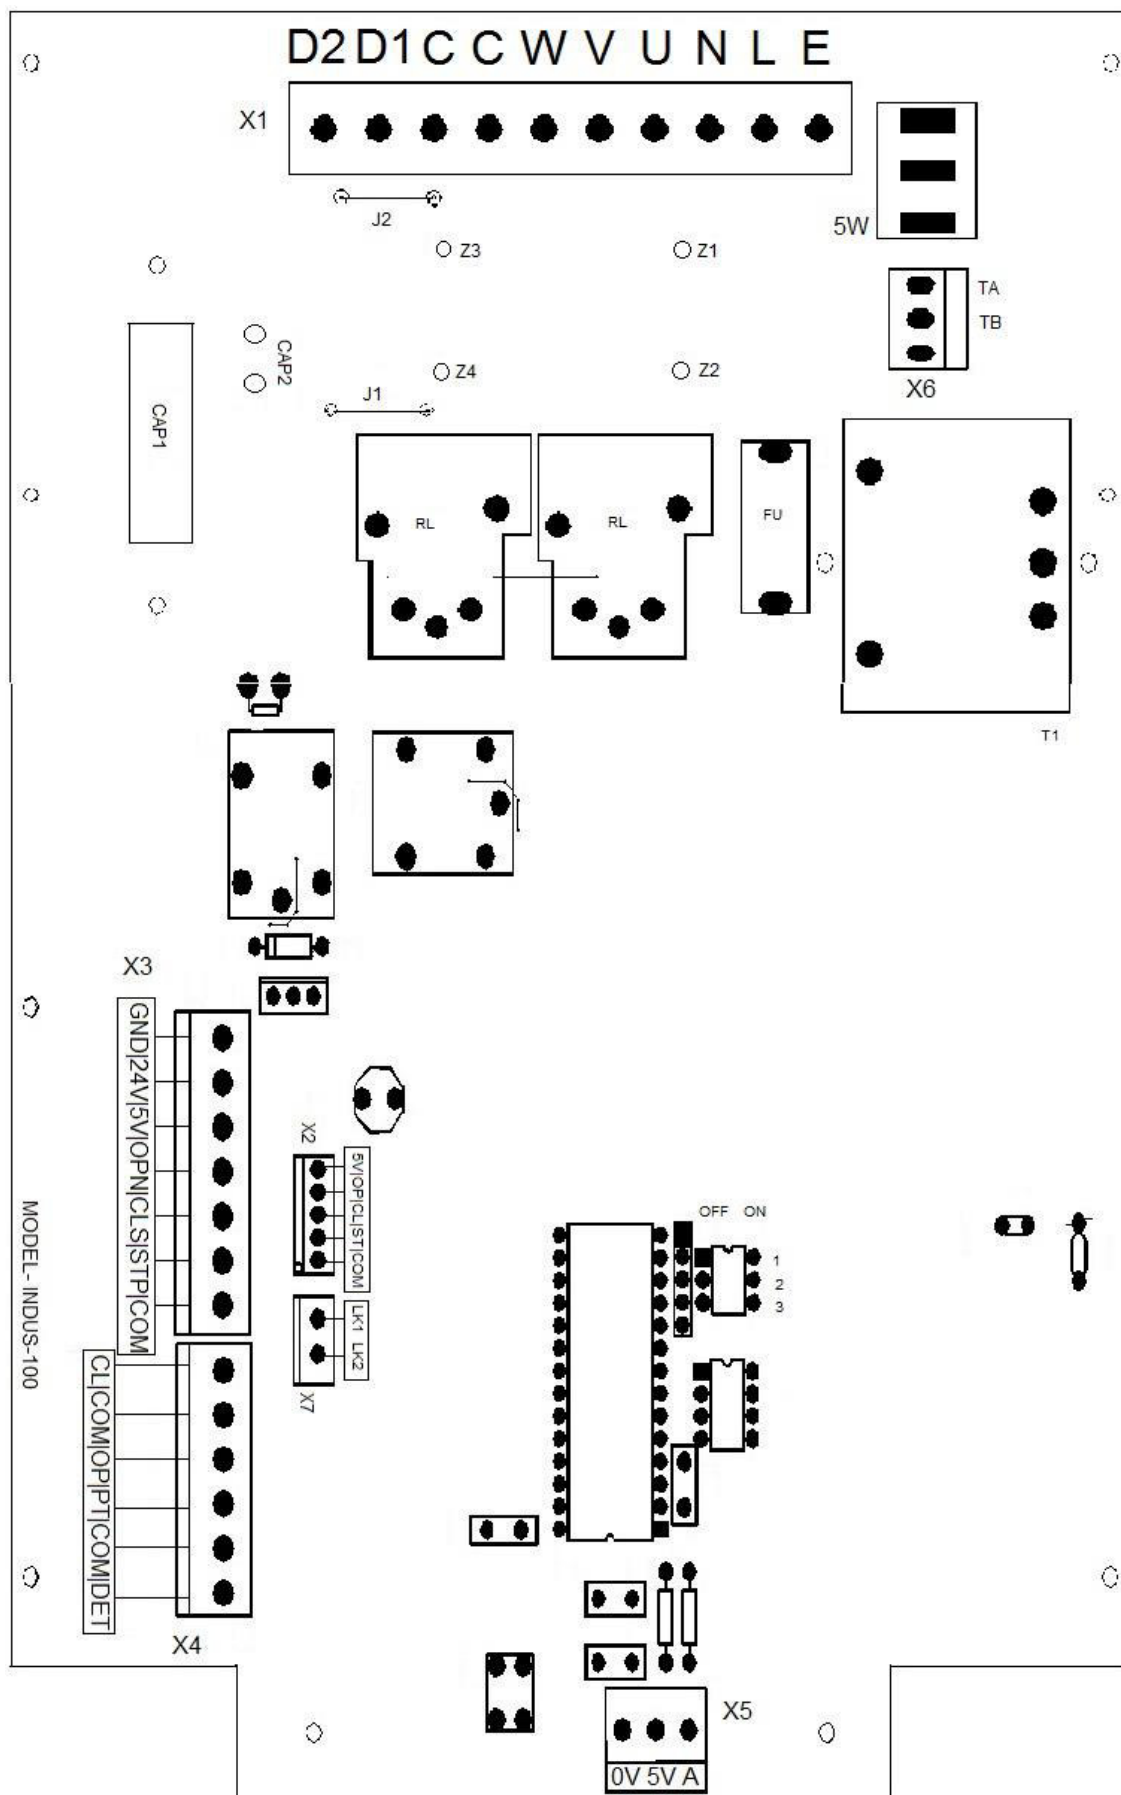 D2 D1 C C W V U N L E
X1
J2
5W
Z3
Z1
TA
TB
CAP2
Z4
Z2
X6
J1
CAP1
RL
RL
FU
T1
X3
GND|24V|5V|OPN|CLS|STP|COM
X2
5V|OP|CL|ST|COM
MODEL- INDUS-100
OFF ON
1
2
3
LK1 LK2
X7
CL|COM|OP|PT|COM|DET
X4
X5
0V 5V A